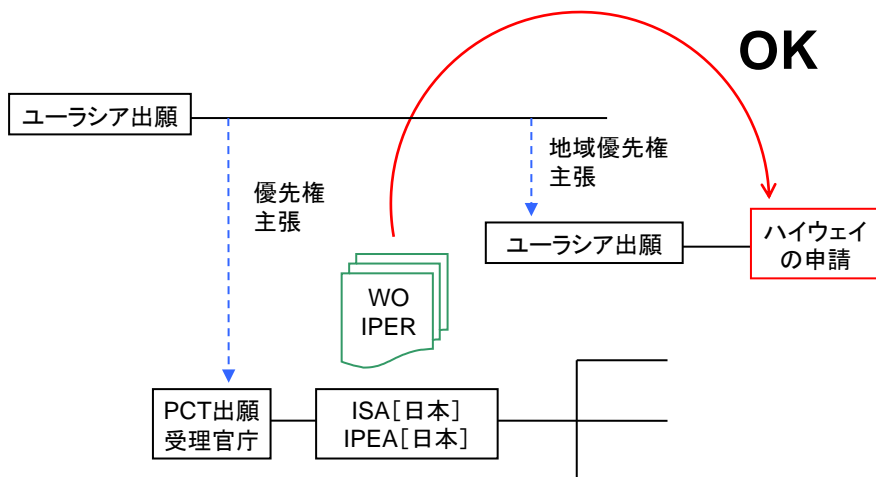 OK
ユーラシア出願
優先権
主張
地域優先権
主張
ユーラシア出願
ハイウェイ
の申請
WO
IPER
PCT出願
受理官庁
ISA[日本]
IPEA[日本]